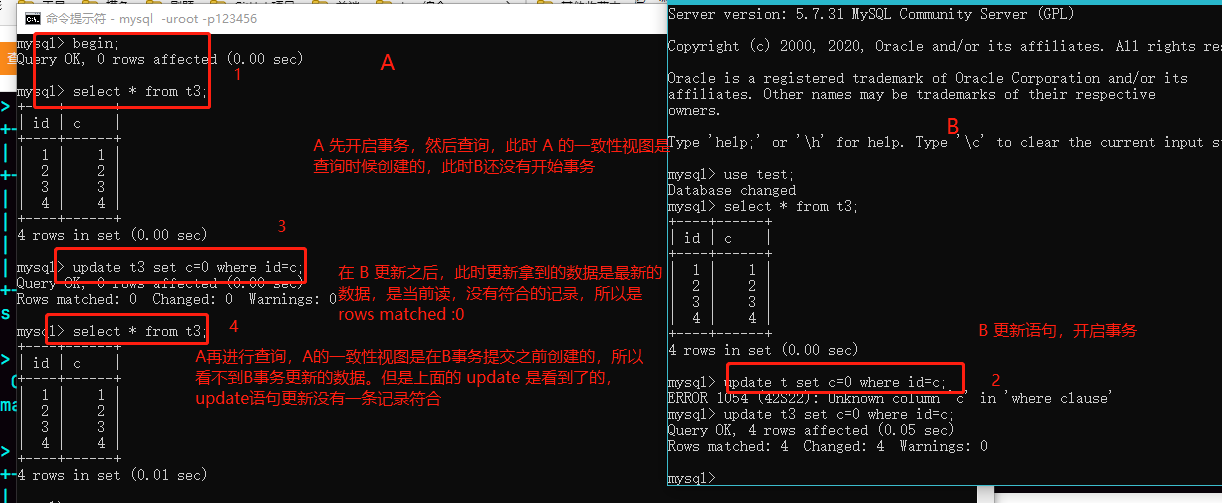 命令提示符 - mysql  -uroot -p123456
mysql> begin;
Query OK, 0 rows affected (0.00 sec)
A
1
mysql> select * from t3;
| id | c    |
|  1 |    1 |
|  2 |    2 |
|  3 |    3 |
|  4 |    4 |
4 rows in set (0.00 sec)
A 先开启事务，然后查询，此时 A 的一致性视图是
查询时候创建的，此时B还没有开始事务
3
mysql> update t3 set c=0 where id=c;
Query OK, 0 rows affected (0.00 sec)
Rows matched: 0  Changed: 0  Warnings: 0
在 B 更新之后，此时更新拿到的数据是最新的
数据，是当前读，没有符合的记录，所以是
rows matched :0
mysql> select * from t3;
4
A再进行查询，A的一致性视图是在B事务提交之前创建的，所以
看不到B事务更新的数据。但是上面的 update 是看到了的，
update语句更新没有一条记录符合
| id | c    |
|  1 |    1 |
|  2 |    2 |
|  3 |    3 |
|  4 |    4 |
4 rows in set (0.01 sec)
Server version: 5.7.31 MySQL Community Server (GPL)
Copyright (c) 2000, 2020, Oracle and/or its affiliates. All rights re
Oracle is a registered trademark of Oracle Corporation and/or its
affiliates. Other names may be trademarks of their respective
owners.
B
Type 'help;' or '\h' for help. Type '\c' to clear the current input s
mysql> use test;
Database changed
mysql> select * from t3;
| id | c    |
|  1 |    1 |
|  2 |    2 |
|  3 |    3 |
|  4 |    4 |
4 rows in set (0.00 sec)
B 更新语句，开启事务
mysql> update t set c=0 where id=c;
2
ERROR 1054 (42S22): Unknown column 'c' in 'where clause'
mysql> update t3 set c=0 where id=c;
Query OK, 4 rows affected (0.05 sec)
Rows matched: 4  Changed: 4  Warnings: 0
mysql>